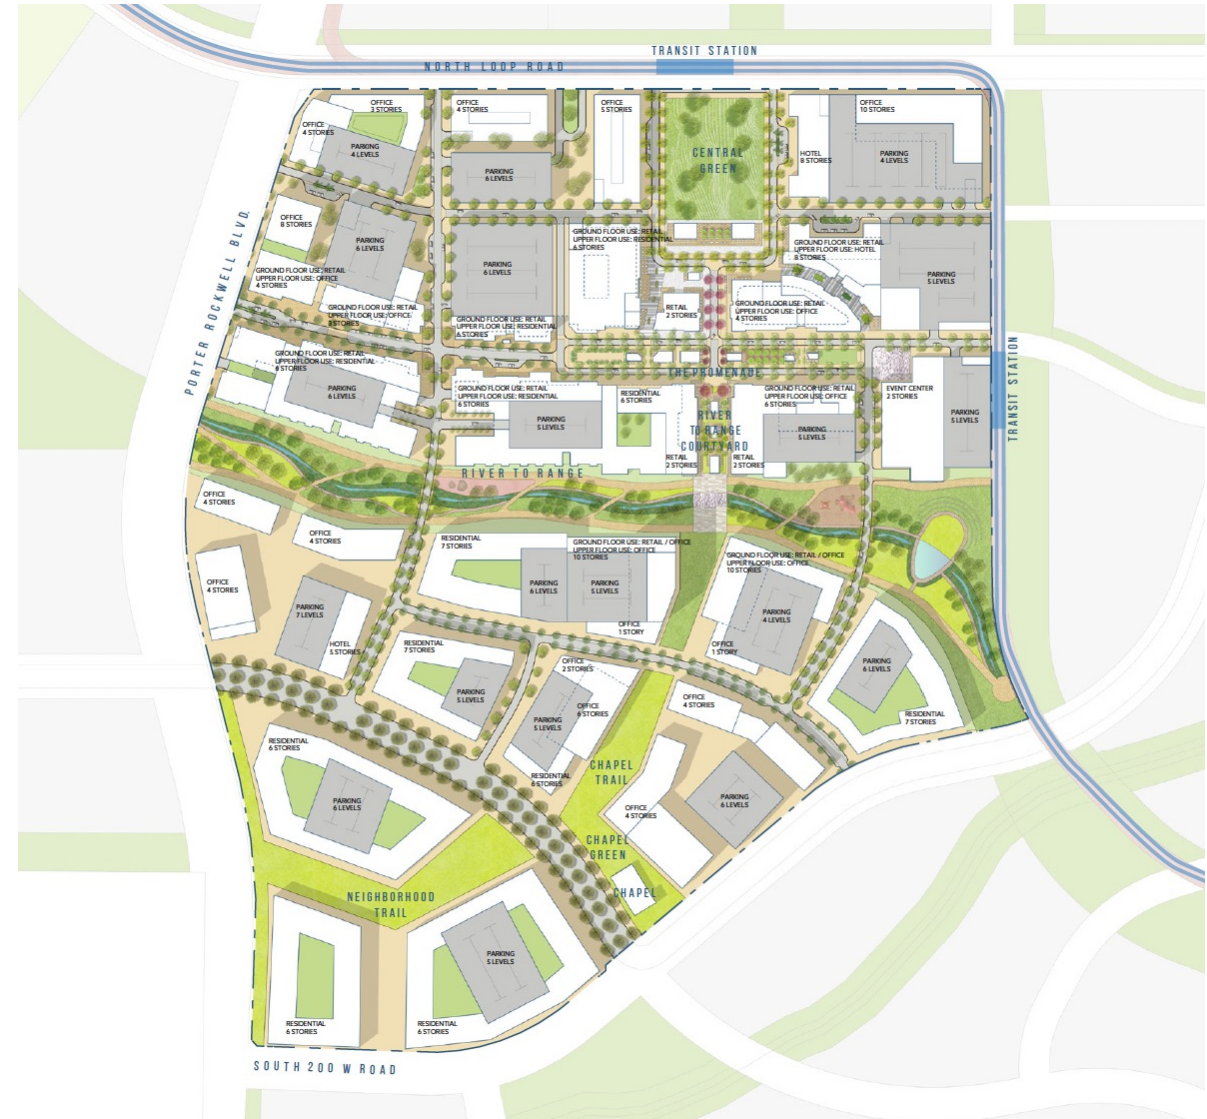 TRANSIT STATION
NORTH LOOP ROAD
OFFICE
3 STORIES
OFFICE
4 STORIES
PARKING
4 LEVELS
OFFICE
4 STORIES
PARKING
6 LEVELS
OFFICE
5 STORIES
CENTRAL
GREEN
OFFICE
10 STORIES
HOTEL
8 STORIES
PARKING
4 LEVELS
PORTER ROCKWELL BLVD.
OFFICE
8 STORIES
PARKING
6 LEVELS
GROUND FLOOR USE: RETAIL
UPPER FLOOR USE: OFFICE
4 STORIES
GROUND FLOOR USE: RETAIL
UPPER FLOOR USE: OFFICE
3 STORIES
PARKING
6 LEVELS
GROUND FLOOR USE: RETAIL
UPPER FLOOR USE: RESIDENTIAL
6 STORIES
GROUND FLOOR USE: RETAIL
UPPER FLOOR USE: RESIDENTIAL
6 STORIES
RETAIL
2 STORIES
GROUND FLOOR USE: RETAIL
UPPER FLOOR USE: OFFICE
4 STORIES
GROUND FLOOR USE: RETAIL
UPPER FLOOR USE: HOTEL
8 STORIES
PARKING
5 LEVELS
TRANSIT STATION
GROUND FLOOR USE: RETAIL
UPPER FLOOR USE: RESIDENTIAL
6 STORIES
PARKING
6 LEVELS
THE PROMENADE
GROUND FLOOR USE: RETAIL
UPPER FLOOR USE: RESIDENTIAL
6 STORIES
PARKING
5 LEVELS
RESIDENTIAL
6 STORIES
RIVER
TO RANGE
COURTYARD
GROUND FLOOR USE: RETAIL
UPPER FLOOR USE: OFFICE
6 STORIES
PARKING
5 LEVELS
EVENT CENTER
2 STORIES
PARKING
5 LEVELS
RETAIL
2 STORIES
RETAIL
2 STORIES
RIVER TO RANGE
OFFICE
4 STORIES
OFFICE
4 STORIES
RESIDENTIAL
7 STORIES
GROUND FLOOR USE: RETAIL / OFFICE
UPPER FLOOR USE: OFFICE
10 STORIES
GROUND FLOOR USE: RETAIL / OFFICE
UPPER FLOOR USE: OFFICE
10 STORIES
OFFICE
4 STORIES
PARKING
6 LEVELS
PARKING
5 LEVELS
PARKING
7 LEVELS
PARKING
4 LEVELS
OFFICE
1 STORY
HOTEL
5 STORIES
RESIDENTIAL
7 STORIES
OFFICE
1 STORY
PARKING
6 LEVELS
OFFICE
2 STORIES
PARKING
5 LEVELS
OFFICE
4 STORIES
OFFICE
6 STORIES
PARKING
5 LEVELS
RESIDENTIAL
7 STORIES
RESIDENTIAL
6 STORIES
RESIDENTIAL
6 STORIES
CHAPEL
TRAIL
PARKING
6 LEVELS
PARKING
6 LEVELS
OFFICE
4 STORIES
CHAPEL
GREEN
CHAPEL
NEIGHBORHOOD
TRAIL
PARKING
5 LEVELS
RESIDENTIAL
6 STORIES
RESIDENTIAL
6 STORIES
SOUTH 200 W ROAD